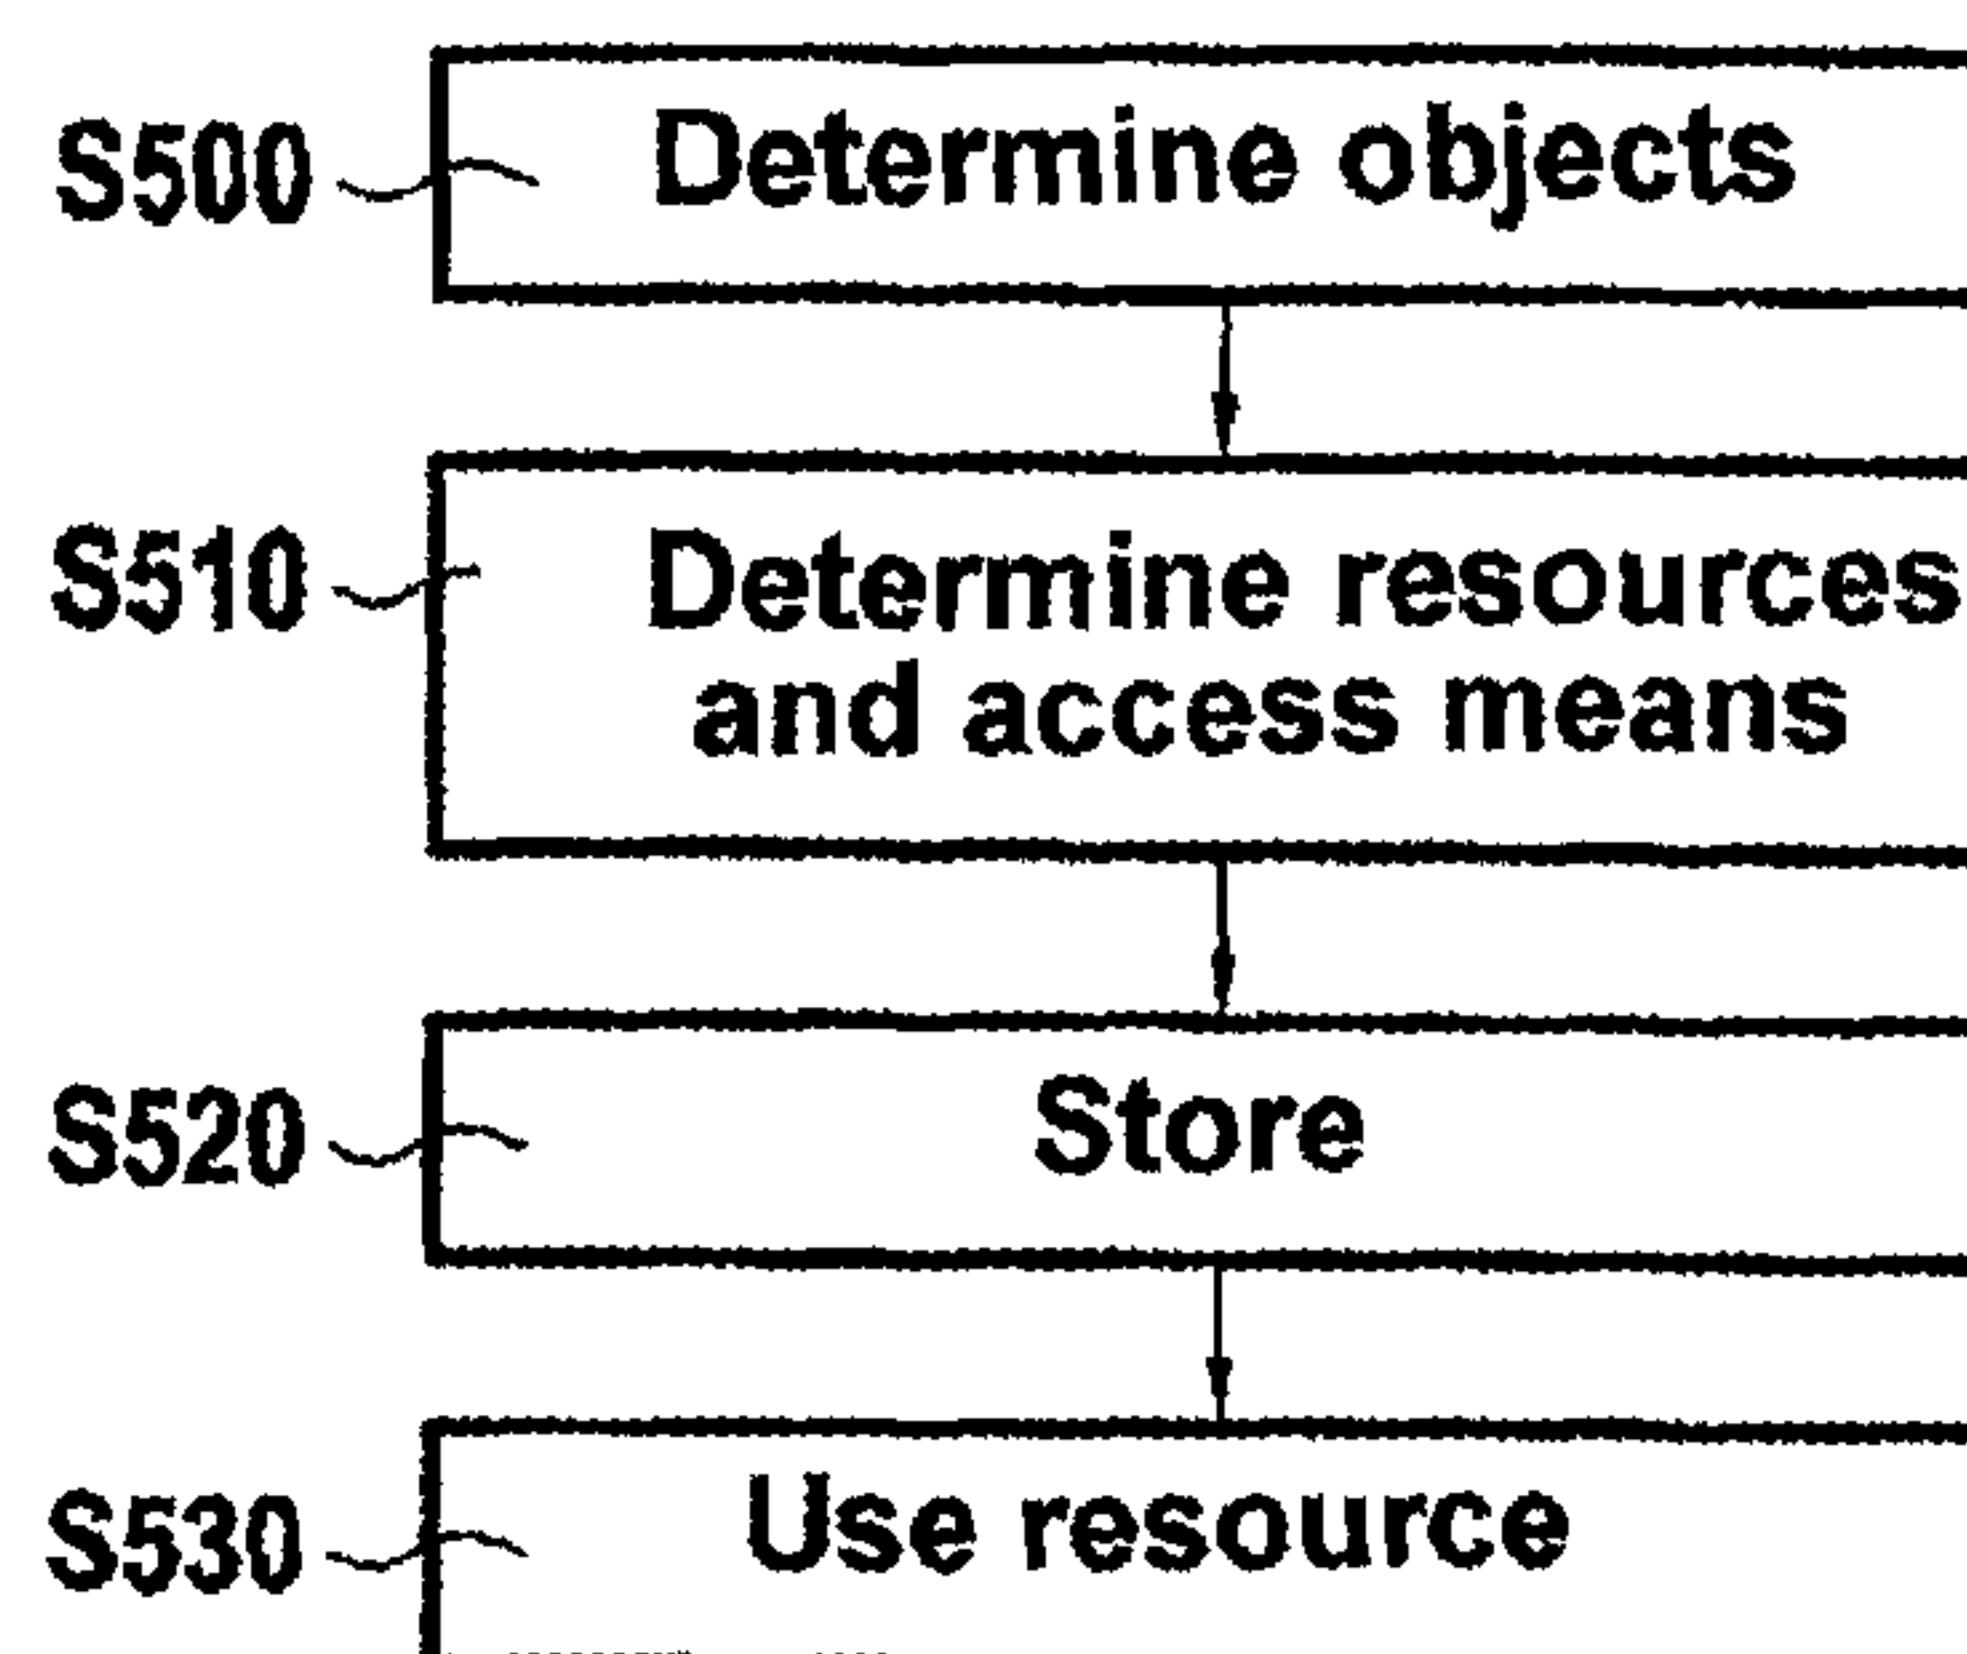 S500 Determine objects
S510 Determine resources
and access means
S520 Store
S530 Use resource